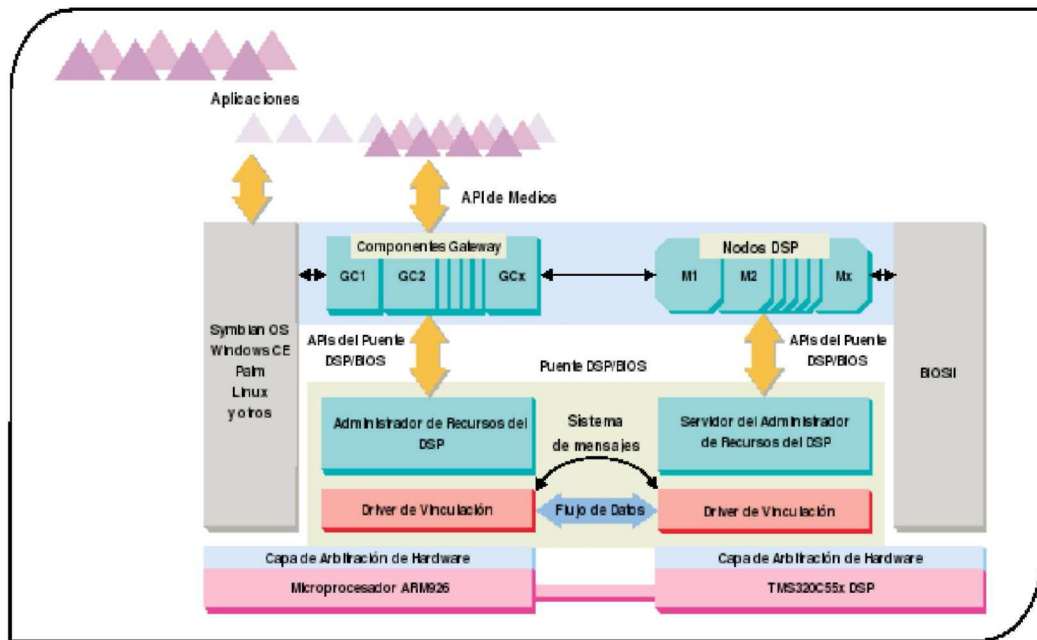 Aplicaciones
API de Medios
Componentes Gateway
Nodos DSP
GC1
GC2
GCx
M1
M2
Mx
Symbian OS
Windows CE
Palm
Linux
y otros
APIs del Puente
DSP/BIOS
Puente DSP/BIOS
APIs del Puente
DSP/BIOS
BIOSII
Administrador de Recursos del
DSP
Sistema
de mensajes
Servidor del Administrador
de Recursos del DSP
Driver de Vinculación
Flujo de Datos
Driver de Vinculación
Capa de Arbitración de Hardware
Capa de Arbitración de Hardware
Microprocesador ARM926
TMS320C55x DSP